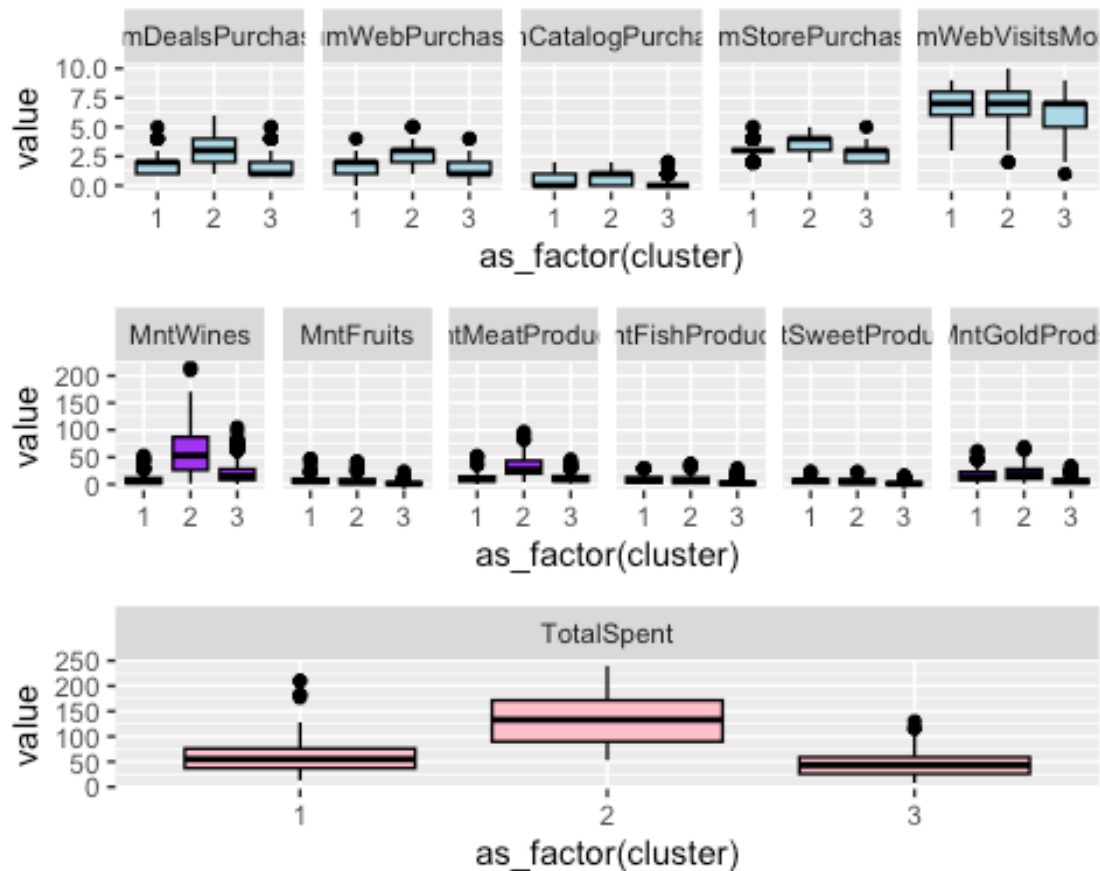 mDealsPurchas umWebPurchas nCatalogPurcha mStorePurchas mWebVisitsMo
value
10.0
7.5
5.0
2.5
0.0
1 2 3 1 2 3 1 2 3 1 2 3 1 2 3
as_factor(cluster)
MntWines MntFruits ntMeatProduc ntFishProduc tSweetProdu MntGoldProds
value
200
150
100
50
0
1 2 3 1 2 3 1 2 3 1 2 3 1 2 3 1 2 3
as_factor(cluster)
TotalSpent
value
250
200
150
100
50
0
1 2 3
as_factor(cluster)